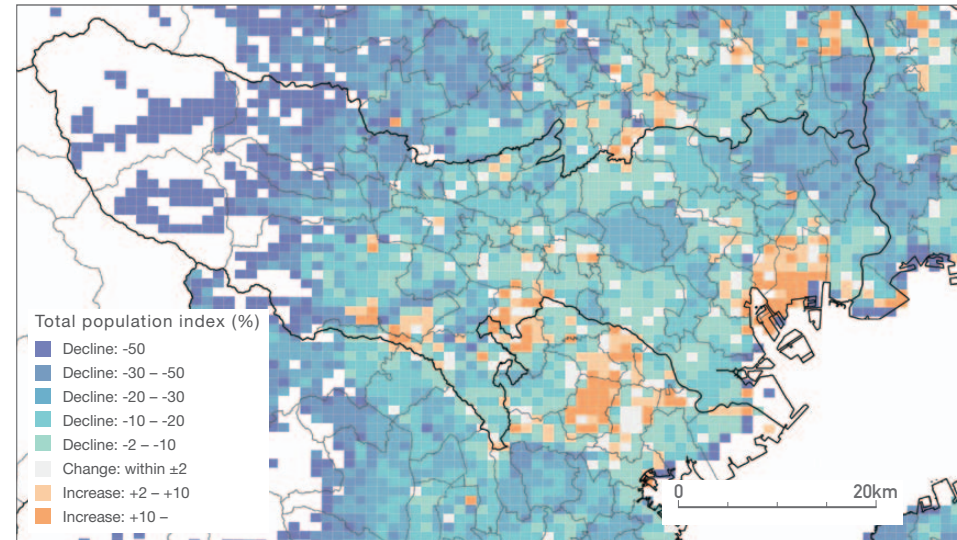 Total population index (%)
Decline: -50
Decline: -30 – -50
Decline: -20 – -30
Decline: -10 – -20
Decline: -2 – -10
Change: within ±2
Increase: +2 – +10
Increase: +10 –
0 20km